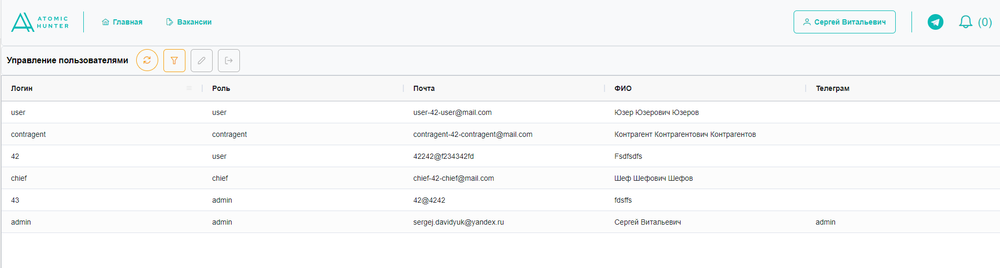 ATOMIC
HUNTER
Главная
Вакансии
Сергей Витальевич
(0)
Управление пользователями
Логин Роль Почта ФИО Телеграм
user user user-42-user@mail.com Юзер Юзерович Юзеров
contragent contragent contragent-42-contragent@mail.com Контрагент Контрагентович Контрагентов
42 user 42242@f234342fd Fsdfsdfs
chief chief chief-42-chief@mail.com Шеф Шефович Шефов
43 admin 42@4242 fdsffs
admin admin sergej.davidyuk@yandex.ru Сергей Витальевич admin